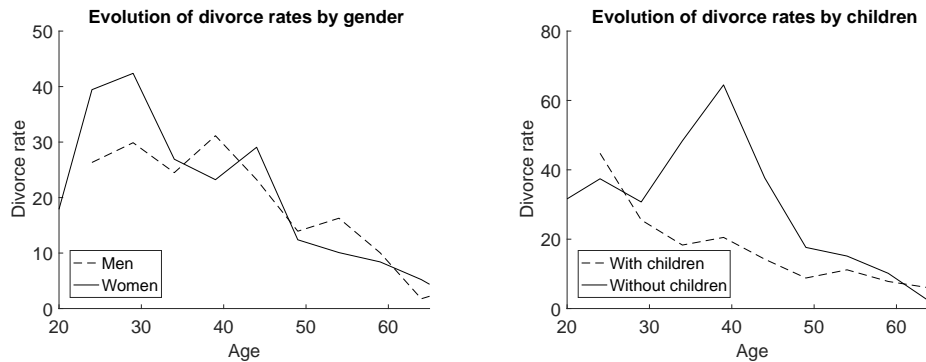 Evolution of divorce rates by gender
50
40
30
20
10
0
Divorce rate
Men
Women
20 30 40 50 60
Age
Evolution of divorce rates by children
80
60
40
20
0
Divorce rate
With children
Without children
20 30 40 50 60
Age